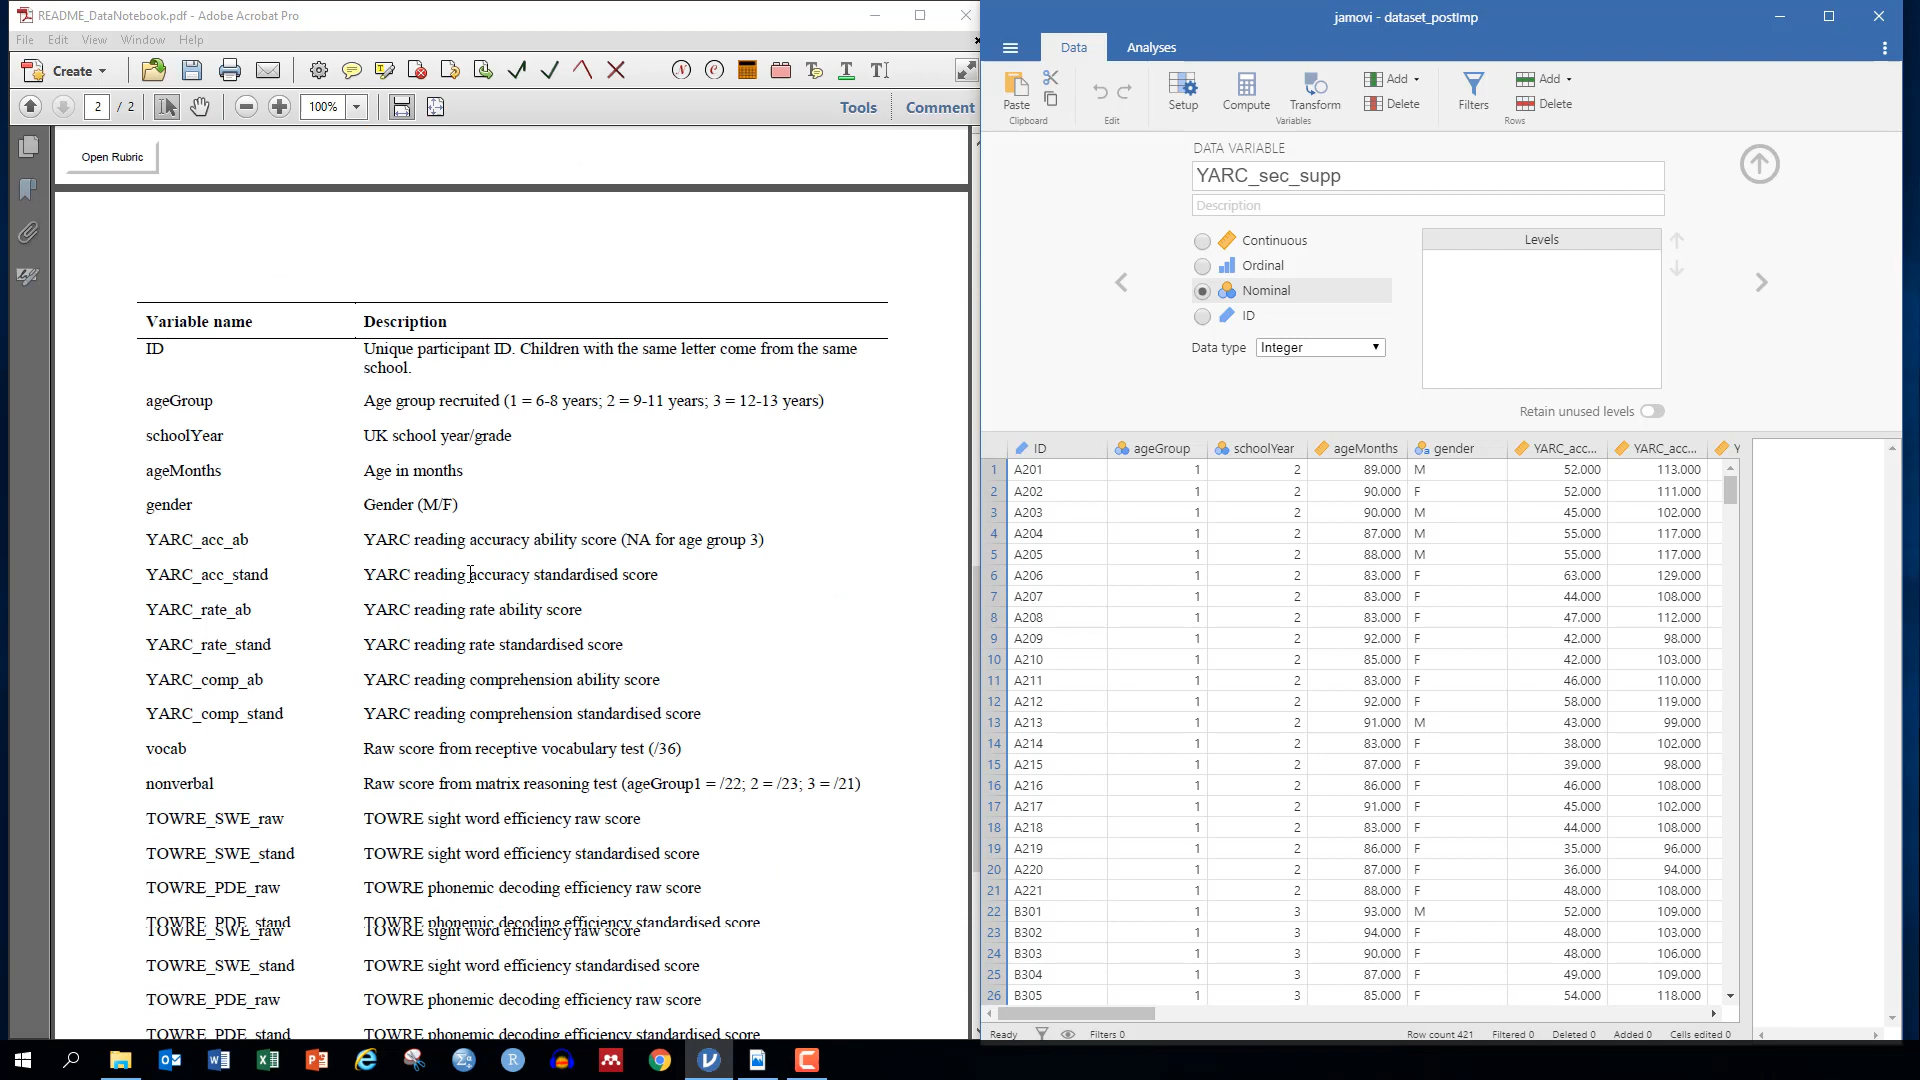 README_DataNotebook.pdf - Adobe Acrobat Pro
File Edit View Window Help
Create
2 / 2
100%
Tools
Comment
Open Rubric
Variable name Description
ID Unique participant ID. Children with the same letter come from the same
school.
ageGroup Age group recruited (1 = 6-8 years; 2 = 9-11 years; 3 = 12-13 years)
schoolYear UK school year/grade
ageMonths Age in months
gender Gender (M/F)
YARC_acc_ab YARC reading accuracy ability score (NA for age group 3)
YARC_acc_stand YARC reading accuracy standardised score
YARC_rate_ab YARC reading rate ability score
YARC_rate_stand YARC reading rate standardised score
YARC_comp_ab YARC reading comprehension ability score
YARC_comp_stand YARC reading comprehension standardised score
vocab Raw score from receptive vocabulary test (/36)
nonverbal Raw score from matrix reasoning test (ageGroup1 = /22; 2 = /23; 3 = /21)
TOWRE_SWE_raw TOWRE sight word efficiency raw score
TOWRE_SWE_stand TOWRE sight word efficiency standardised score
TOWRE_PDE_raw TOWRE phonemic decoding efficiency raw score
TOWRE_PDE_stand TOWRE phonemic decoding efficiency standardised score
TOWRE_SWE_raw TOWRE sight word efficiency raw score
TOWRE_SWE_stand TOWRE sight word efficiency standardised score
TOWRE_PDE_raw TOWRE phonemic decoding efficiency raw score
TOWRE_PDE_stand TOWRE phonemic decoding efficiency standardised score
jamovi - dataset_postImp
Data Analyses
Paste
Clipboard
Edit
Setup Compute Transform
Add
Delete
Variables
Filters
Add
Delete
Rows
DATA VARIABLE
YARC_sec_supp
Description
Continuous
Ordinal
Nominal
ID
Data type Integer
Levels
Retain unused levels
ID ageGroup schoolYear ageMonths gender YARC_acc... YARC_acc... Y
1 A201 1 2 89.000 M 52.000 113.000
2 A202 1 2 90.000 F 52.000 111.000
3 A203 1 2 90.000 M 45.000 102.000
4 A204 1 2 87.000 M 55.000 117.000
5 A205 1 2 88.000 M 55.000 117.000
6 A206 1 2 83.000 F 63.000 129.000
7 A207 1 2 83.000 F 44.000 108.000
8 A208 1 2 83.000 F 47.000 112.000
9 A209 1 2 92.000 F 42.000 98.000
10 A210 1 2 85.000 F 42.000 103.000
11 A211 1 2 83.000 F 46.000 110.000
12 A212 1 2 92.000 F 58.000 119.000
13 A213 1 2 91.000 M 43.000 99.000
14 A214 1 2 83.000 F 38.000 102.000
15 A215 1 2 87.000 F 39.000 98.000
16 A216 1 2 86.000 F 46.000 108.000
17 A217 1 2 91.000 F 45.000 102.000
18 A218 1 2 83.000 F 44.000 108.000
19 A219 1 2 86.000 F 35.000 96.000
20 A220 1 2 87.000 F 36.000 94.000
21 A221 1 2 88.000 F 48.000 108.000
22 B301 1 3 93.000 M 52.000 109.000
23 B302 1 3 94.000 F 48.000 103.000
24 B303 1 3 90.000 F 48.000 106.000
25 B304 1 3 87.000 F 49.000 109.000
26 B305 1 3 85.000 F 54.000 118.000
Ready Filters 0 Row count 421 Filtered 0 Deleted 0 Added 0 Cells edited 0